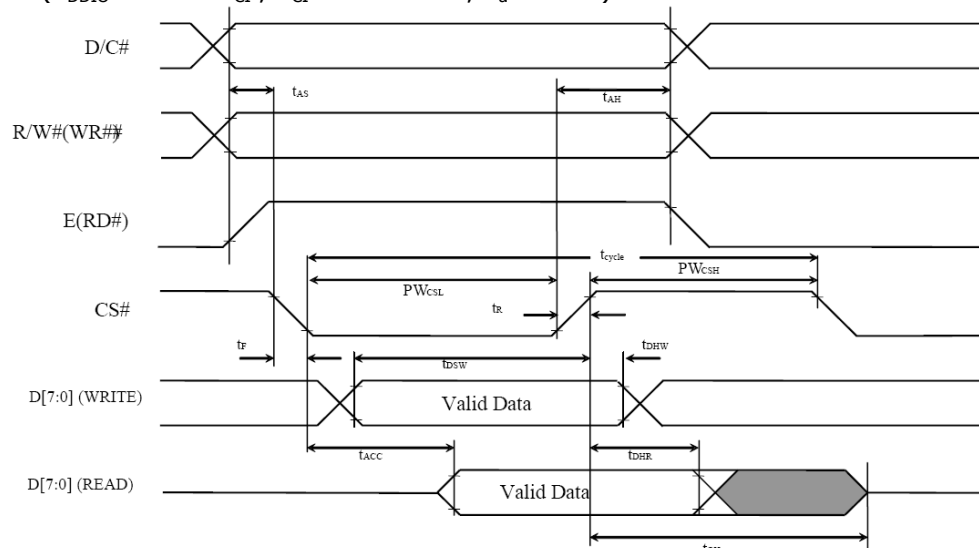 D/C#
tAS
tAH
R/W#(WR#)
E(RD#)
tcycle
PWCSL
PWCSH
CS#
tR
tF
tDSW
tDHW
D[7:0] (WRITE)
Valid Data
tACC
tDHR
D[7:0] (READ)
Valid Data